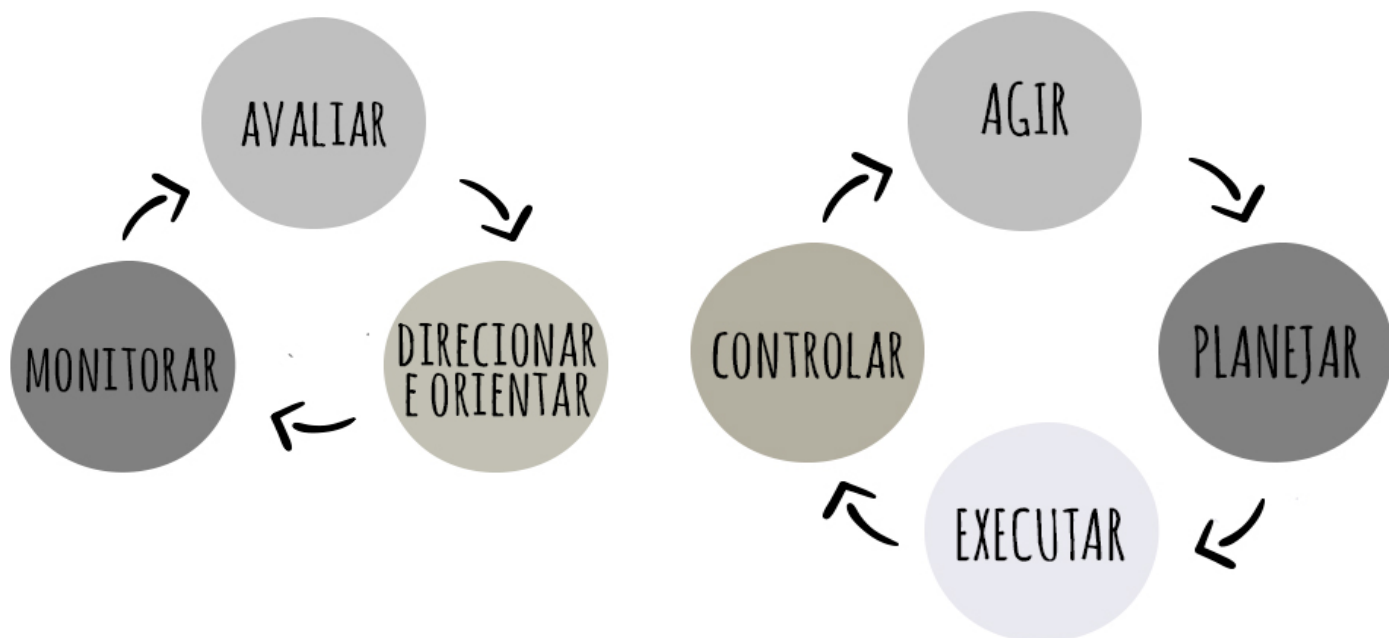 AVALIAR
DIRECIONAR
E ORIENTAR
MONITORAR
AGIR
PLANEJAR
EXECUTAR
CONTROLAR